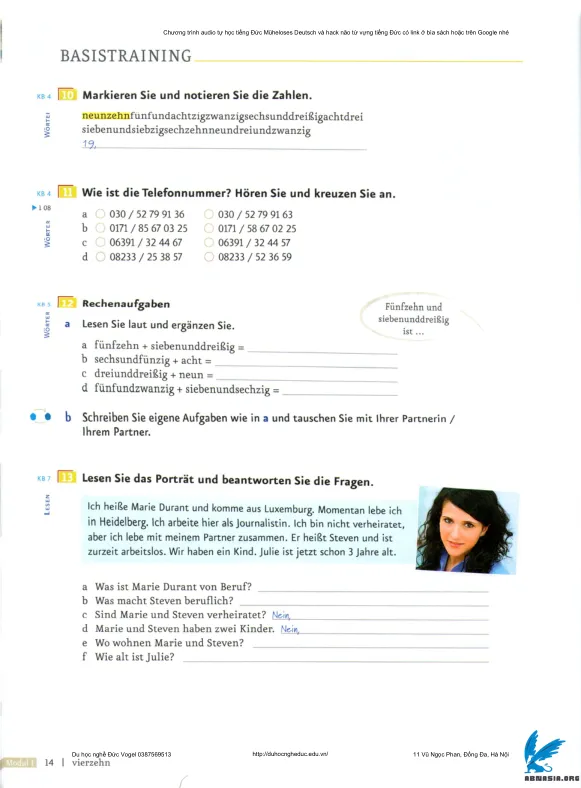 Chương trình audio tự học tiếng Đức Müheloses Deutsch và hack não từ vựng tiếng Đức có link ở bìa sách hoặc trên Google nhé
BASISTRAINING
KB 4 10 Markieren Sie und notieren Sie die Zahlen.
WÖRTER
neunzehnfünfundachtzigzwanzigsechsunddreißigachtdrei
siebenundsiebzigsechzehnneundreiundzwanzig
19,
KB 4 11 Wie ist die Telefonnummer? Hören Sie und kreuzen Sie an.
▶ 1 08
WÖRTER
a 030 / 52 79 91 36 030 / 52 79 91 63
b 0171 / 85 67 03 25 0171 / 58 67 02 25
c 06391 / 32 44 67 06391 / 32 44 57
d 08233 / 25 38 57 08233 / 52 36 59
KB 5 12 Rechenaufgaben
WÖRTER
a Lesen Sie laut und ergänzen Sie.
Fünfzehn und
siebenunddreißig
ist ...
a fünfzehn + siebenunddreißig =
b sechsundfünzig + acht =
c dreiunddreißig + neun =
d fünfundzwanzig + siebenundsechzig =
b Schreiben Sie eigene Aufgaben wie in a und tauschen Sie mit Ihrer Partnerin /
Ihrem Partner.
KB 7 13 Lesen Sie das Porträt und beantworten Sie die Fragen.
LESEN
Ich heiße Marie Durant und komme aus Luxemburg. Momentan lebe ich
in Heidelberg. Ich arbeite hier als Journalistin. Ich bin nicht verheiratet,
aber ich lebe mit meinem Partner zusammen. Er heißt Steven und ist
zurzeit arbeitslos. Wir haben ein Kind. Julie ist jetzt schon 3 Jahre alt.
a Was ist Marie Durant von Beruf?
b Was macht Steven beruflich?
c Sind Marie und Steven verheiratet? Nein,
d Marie und Steven haben zwei Kinder. Nein,
e Wo wohnen Marie und Steven?
f Wie alt ist Julie?
Modul 1 14 | vierzehn
Du học nghề Đức Vogel 0387569513 http://duhocngheduc.edu.vn/ 11 Vũ Ngọc Phan, Đống Đa, Hà Nội
ABNASIA.ORG